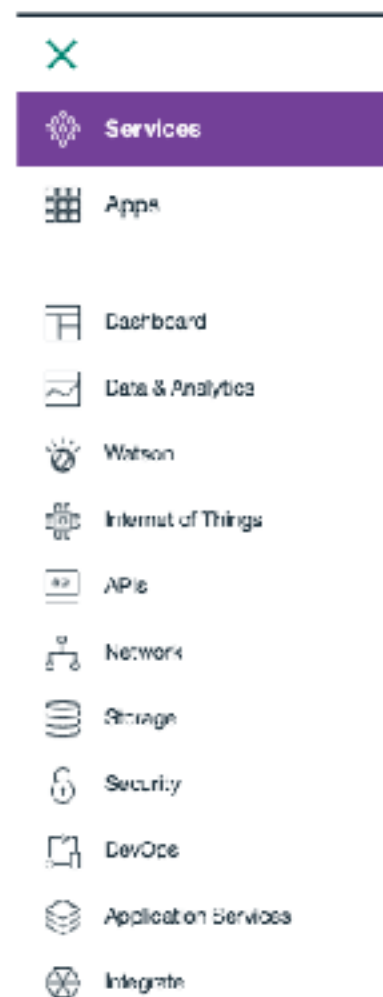 Services
Apps
Dashboard
Data & Analytics
Watson
Internet of Things
APIs
Network
Storage
Security
DevOps
Application Services
Integrate